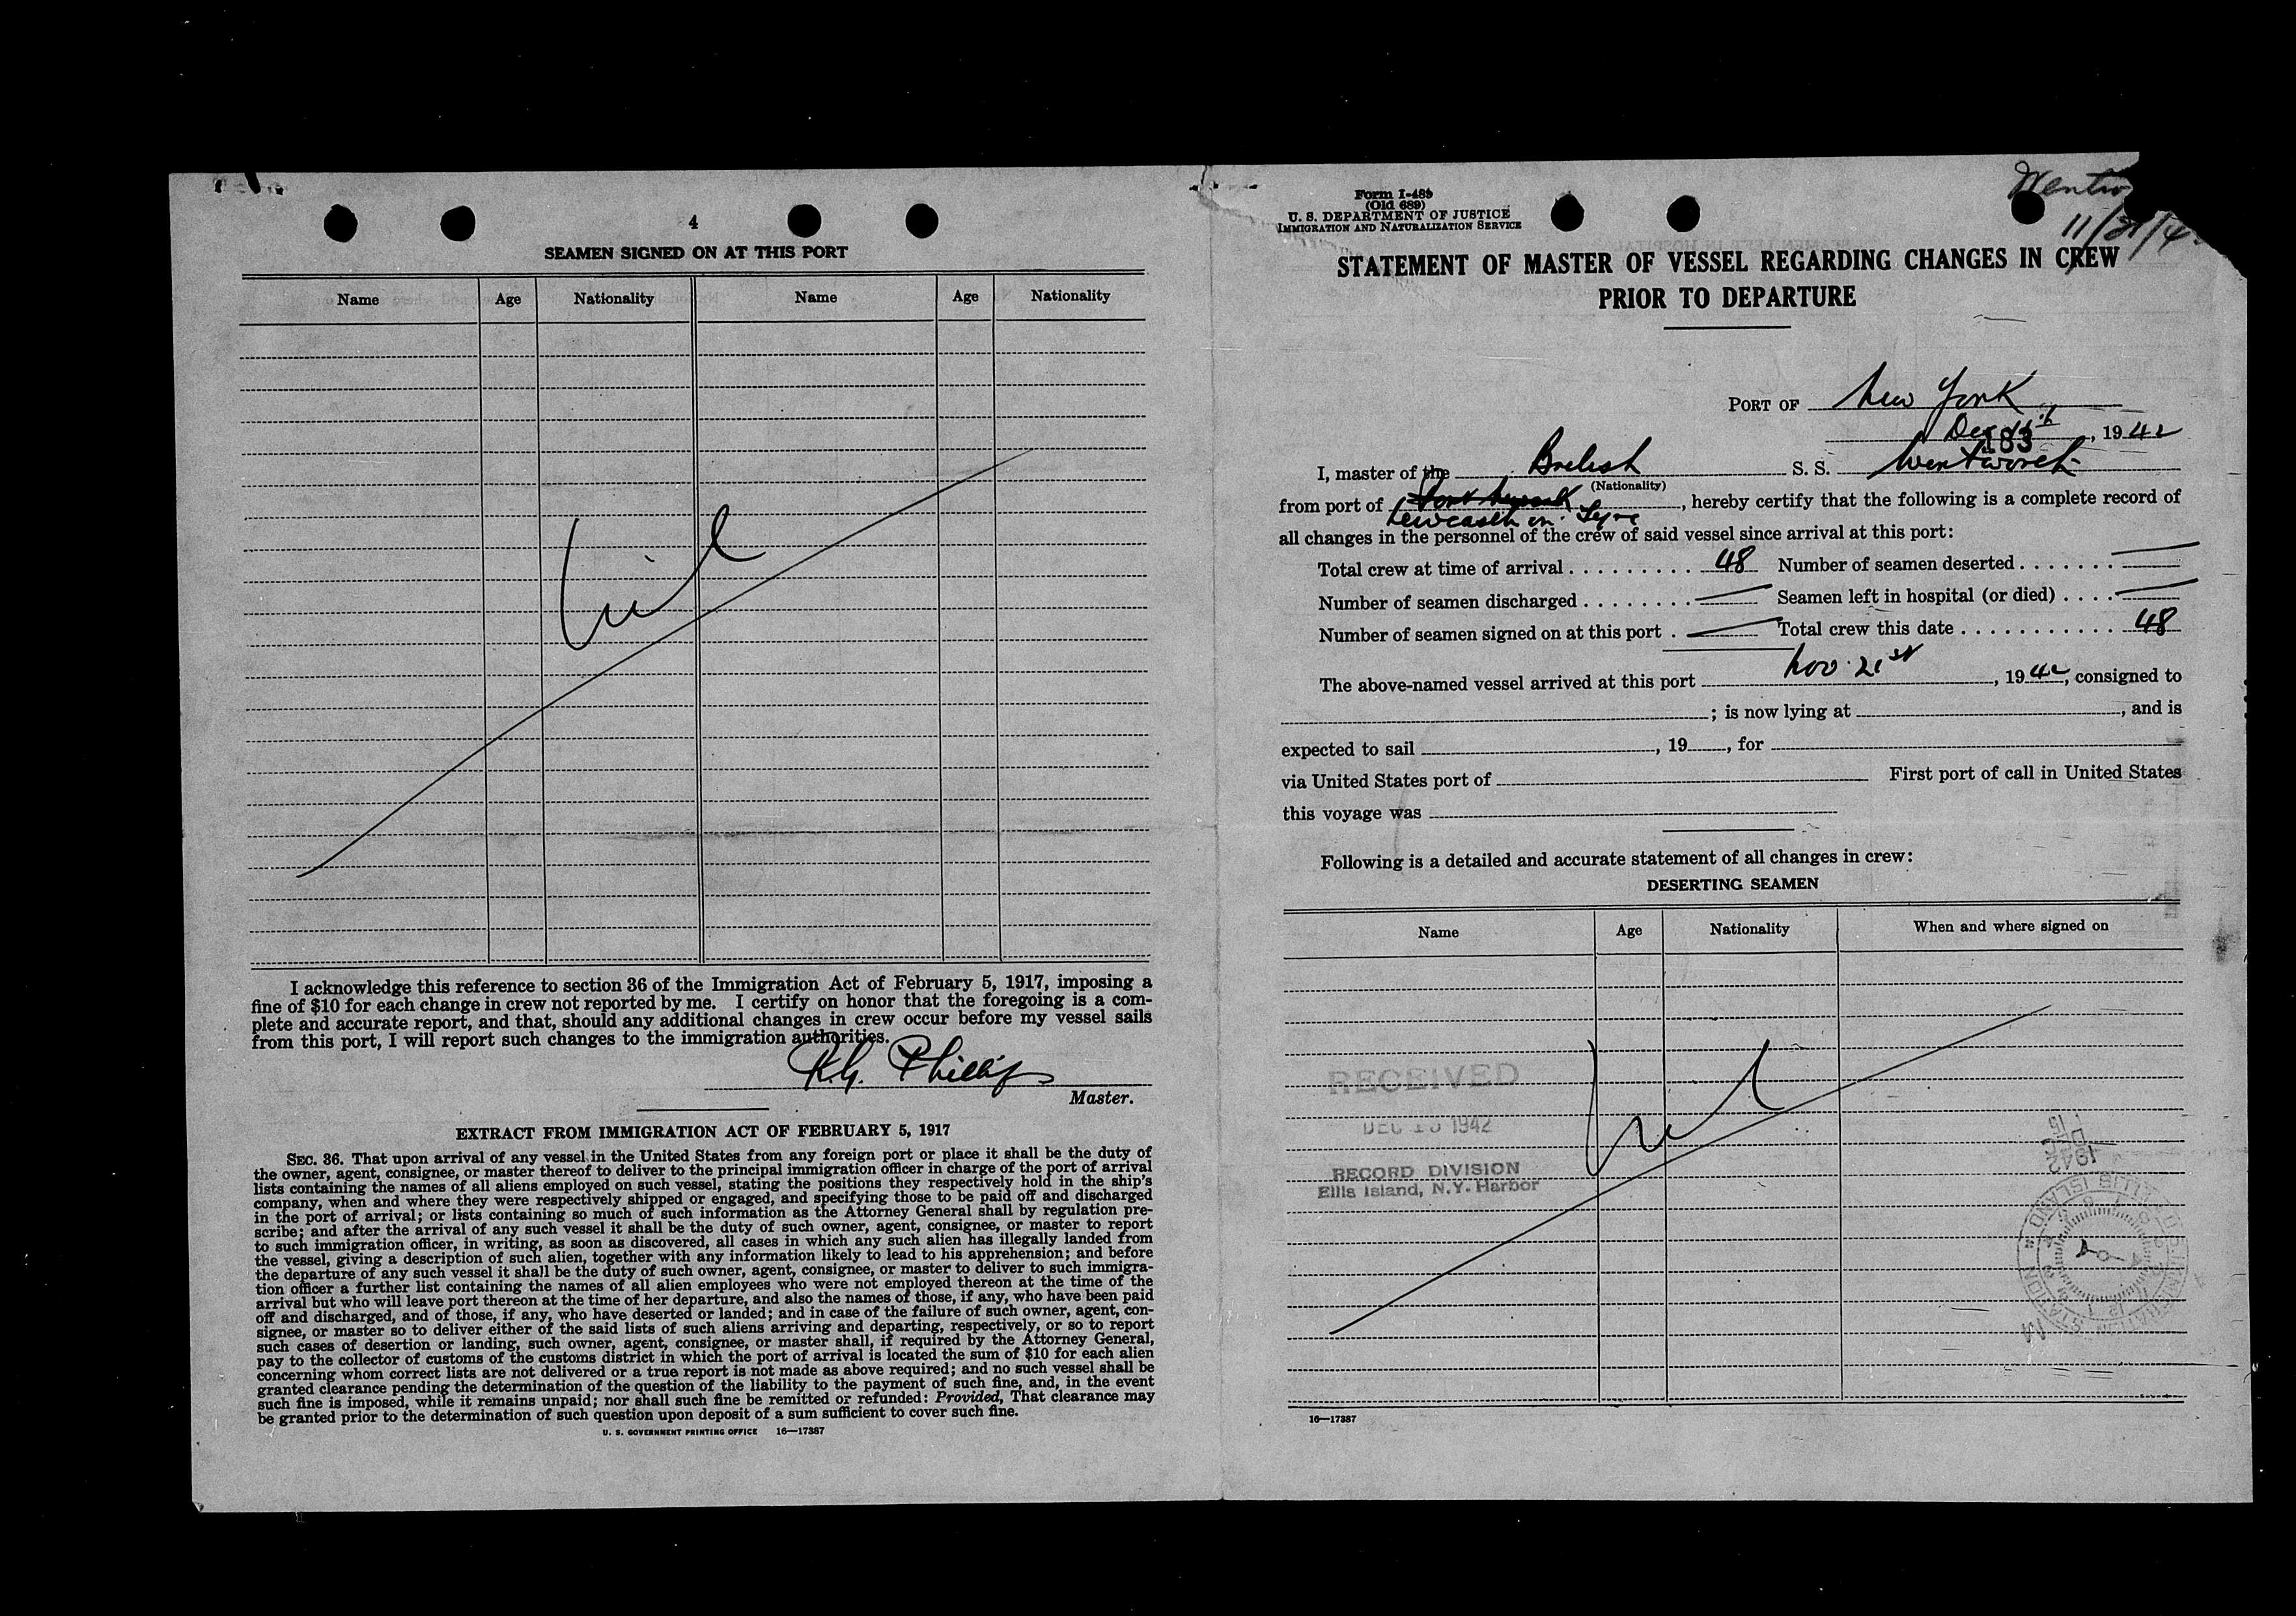 4
SEAMEN SIGNED ON AT THIS PORT
Name Age Nationality Name Age Nationality
Nil
I acknowledge this reference to section 36 of the Immigration Act of February 5, 1917, imposing a
fine of $10 for each change in crew not reported by me. I certify on honor that the foregoing is a com-
plete and accurate report, and that, should any additional changes in crew occur before my vessel sails
from this port, I will report such changes to the immigration authorities.
R.G. Phillips
Master.
EXTRACT FROM IMMIGRATION ACT OF FEBRUARY 5, 1917
SEC. 36. That upon arrival of any vessel in the United States from any foreign port or place it shall be the duty of
the owner, agent, consignee, or master thereof to deliver to the principal immigration officer in charge of the port of arrival
lists containing the names of all aliens employed on such vessel, stating the positions they respectively hold in the ship's
company, when and where they were respectively shipped or engaged, and specifying those to be paid off and discharged
in the port of arrival; or lists containing so much of such information as the Attorney General shall by regulation pre-
scribe; and after the arrival of any such vessel it shall be the duty of such owner, agent, consignee, or master to report
to such immigration officer, in writing, as soon as discovered, all cases in which any such alien has illegally landed from
the vessel, giving a description of such alien, together with any information likely to lead to his apprehension; and before
the departure of any such vessel it shall be the duty of such owner, agent, consignee, or master to deliver to such immigra-
tion officer a further list containing the names of all alien employees who were not employed thereon at the time of the
arrival but who will leave port thereon at the time of her departure, and also the names of those, if any, who have been paid
off and discharged, and of those, if any, who have deserted or landed; and in case of the failure of such owner, agent, con-
signee, or master so to deliver either of the said lists of such aliens arriving and departing, respectively, or so to report
such cases of desertion or landing, such owner, agent, consignee, or master shall, if required by the Attorney General,
pay to the collector of customs of the customs district in which the port of arrival is located the sum of $10 for each alien
concerning whom correct lists are not delivered or a true report is not made as above required; and no such vessel shall be
granted clearance pending the determination of the question of the liability to the payment of such fine, and, in the event
such fine is imposed, while it remains unpaid; nor shall such fine be remitted or refunded: Provided, That clearance may
be granted prior to the determination of such question upon deposit of a sum sufficient to cover such fine.
U. S. GOVERNMENT PRINTING OFFICE 16—17387
Form I-489
(Old 689)
U. S. DEPARTMENT OF JUSTICE
IMMIGRATION AND NATURALIZATION SERVICE
11/21/4
STATEMENT OF MASTER OF VESSEL REGARDING CHANGES IN CREW
PRIOR TO DEPARTURE
PORT OF New York
Dec 183, 1942
I, master of the British S. S. Wentworth
(Nationality)
from port of Newcastle on Tyne, hereby certify that the following is a complete record of
all changes in the personnel of the crew of said vessel since arrival at this port:
Total crew at time of arrival . . . . . . . . . . 48 Number of seamen deserted . . . . . . . —
Number of seamen discharged . . . . . . . . — Seamen left in hospital (or died) . . . . —
Number of seamen signed on at this port . — Total crew this date . . . . . . . . . . . . 48
The above-named vessel arrived at this port Nov. 21st, 1942, consigned to
; is now lying at , and is
expected to sail , 19 , for
via United States port of First port of call in United States
this voyage was
Following is a detailed and accurate statement of all changes in crew:
DESERTING SEAMEN
Name Age Nationality When and where signed on
Nil
RECEIVED
DEC 1942
RECORD DIVISION
Ellis Island, N.Y. Harbor
1942
DEC
15
16—17387